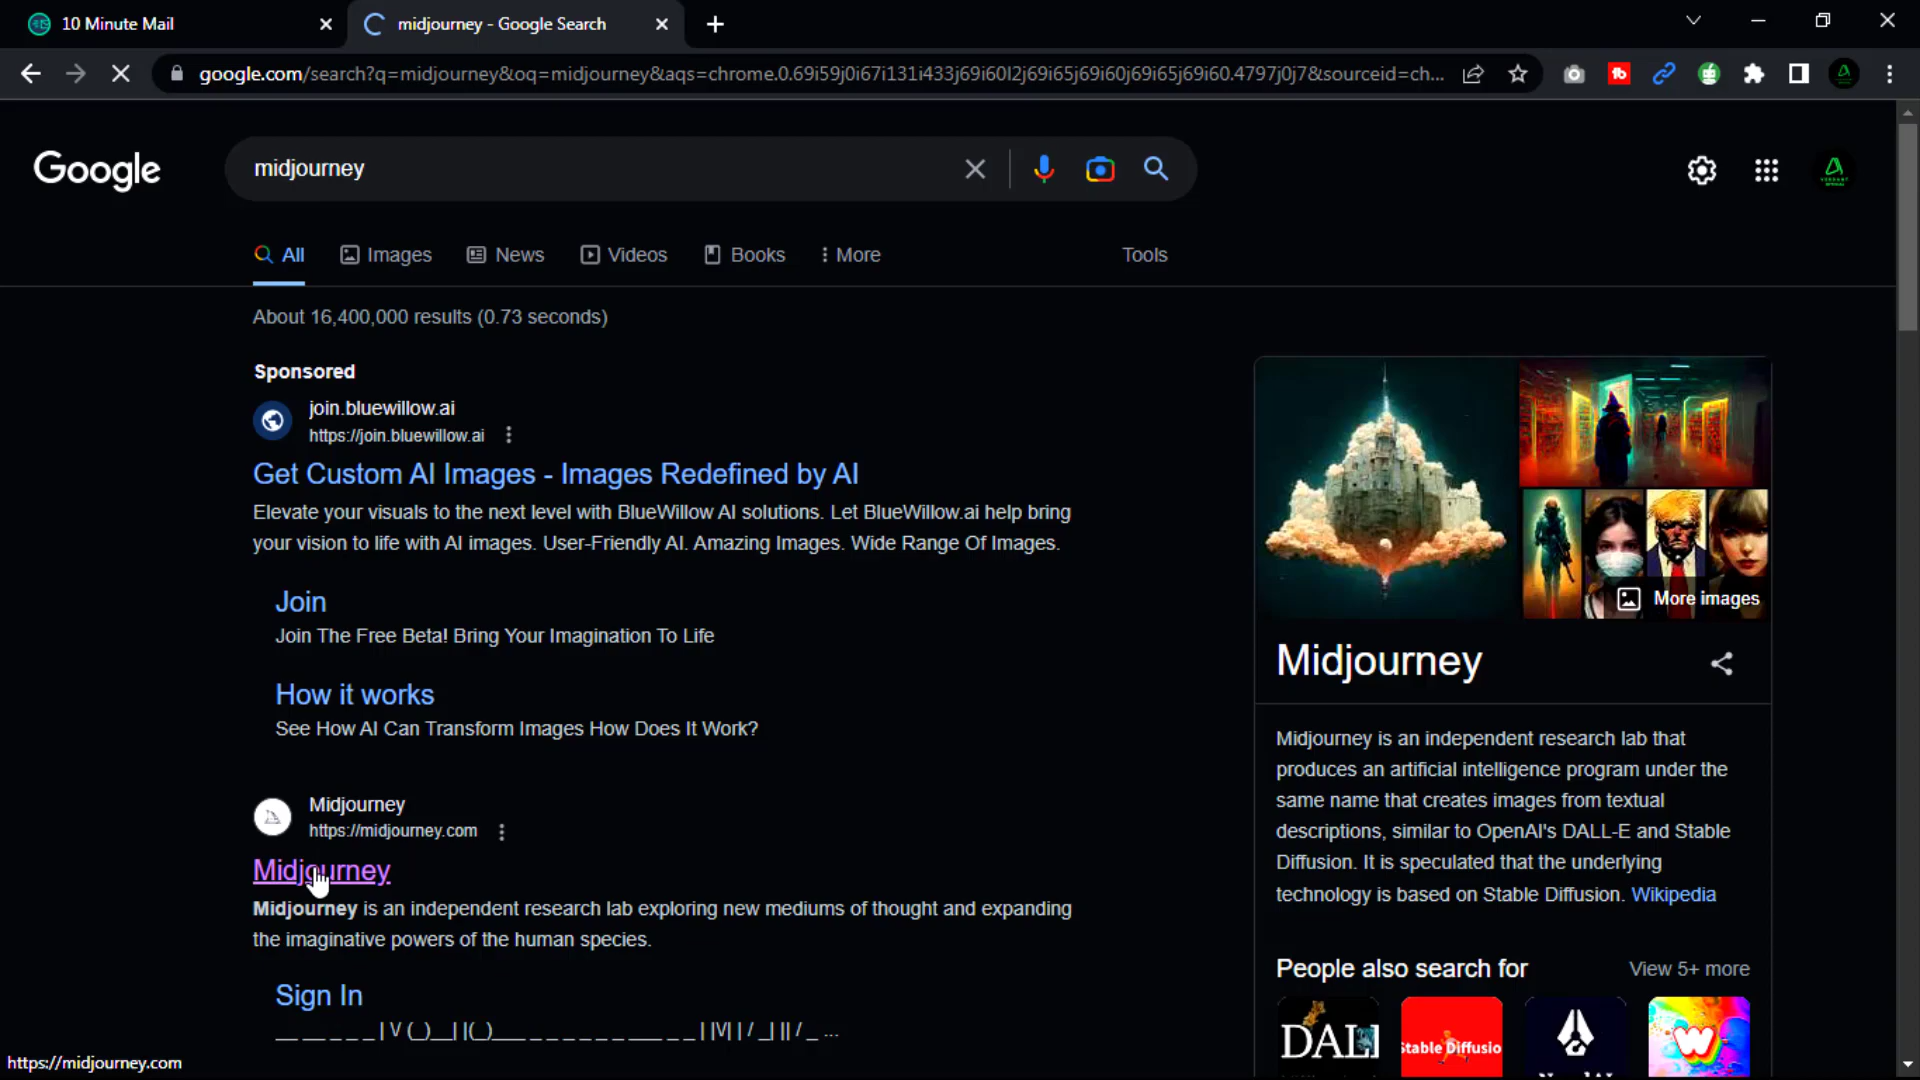 10 Minute Mail
midjourney - Google Search
google.com/search?q=midjourney&oq=midjourney&aqs=chrome.0.69i59j0i67i131i433j69i60l2j69i65j69i60j69i65j69i60.4797j0j7&sourceid=ch...
Google
midjourney
All
Images
News
Videos
Books
More
Tools
About 16,400,000 results (0.73 seconds)
Sponsored
join.bluewillow.ai
https://join.bluewillow.ai
Get Custom AI Images - Images Redefined by AI
Elevate your visuals to the next level with BlueWillow AI solutions. Let BlueWillow.ai help bring
your vision to life with AI images. User-Friendly AI. Amazing Images. Wide Range Of Images.
Join
Join The Free Beta! Bring Your Imagination To Life
How it works
See How AI Can Transform Images How Does It Work?
Midjourney
https://midjourney.com
Midjourney
Midjourney is an independent research lab exploring new mediums of thought and expanding
the imaginative powers of the human species.
Sign In
__ __ _ _ _ | \/ (_)__| |(_)___ _ _ _ _ _ _ ___ _ _ | |\/| | / _| || / _ ...
https://midjourney.com
More images
Midjourney
Midjourney is an independent research lab that
produces an artificial intelligence program under the
same name that creates images from textual
descriptions, similar to OpenAI's DALL-E and Stable
Diffusion. It is speculated that the underlying
technology is based on Stable Diffusion. Wikipedia
People also search for
View 5+ more
DALL
Stable Diffusio
W